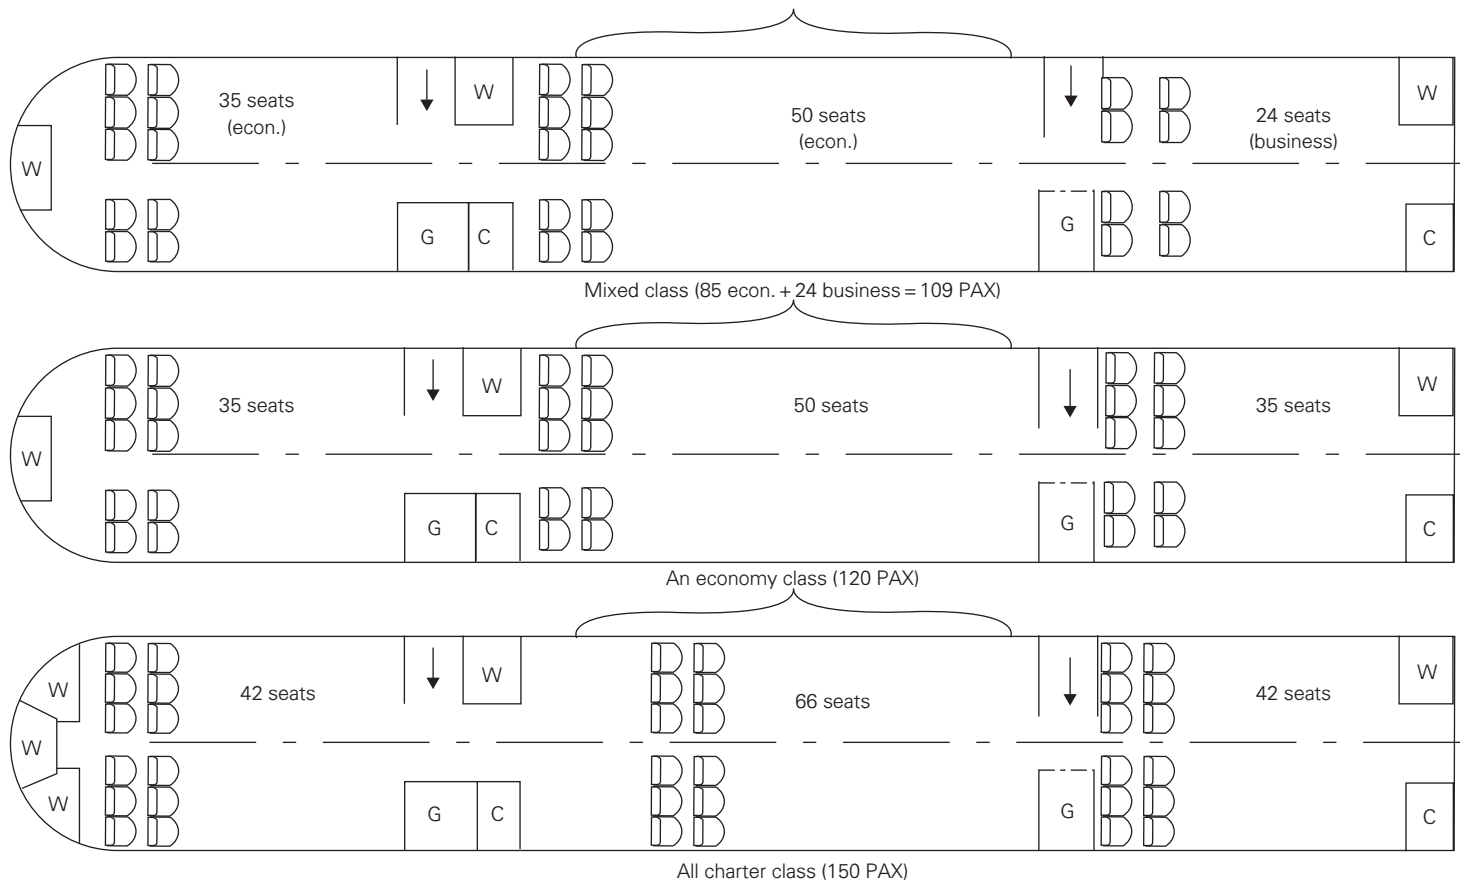 35 seats
(econ.)
W
50 seats
(econ.)
24 seats
(business)
W
W
G
C
G
C
Mixed class (85 econ. + 24 business = 109 PAX)
35 seats
W
50 seats
35 seats
W
W
G
C
G
C
An economy class (120 PAX)
W
42 seats
W
66 seats
42 seats
W
W
W
G
C
G
C
All charter class (150 PAX)